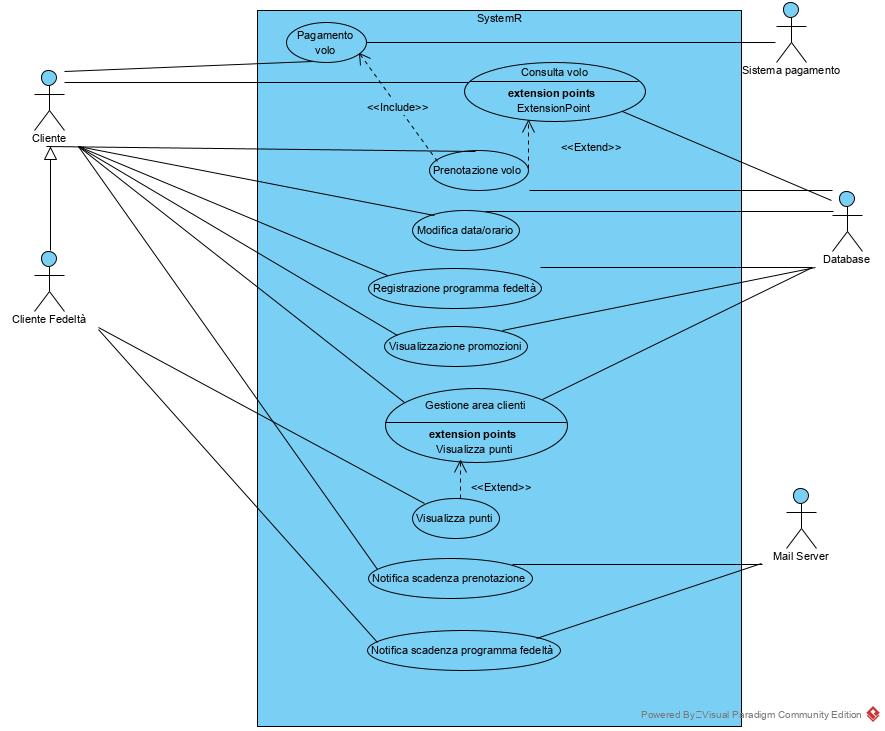 SystemR
Pagamento
volo
Sistema pagamento
Consulta volo
extension points
ExtensionPoint
<<Include>>
Cliente
<<Extend>>
Prenotazione volo
Modifica data/orario
Database
Registrazione programma fedeltà
Cliente Fedeltà
Visualizzazione promozioni
Gestione area clienti
extension points
Visualizza punti
<<Extend>>
Visualizza punti
Mail Server
Notifica scadenza prenotazione
Notifica scadenza programma fedeltà
Powered By Visual Paradigm Community Edition